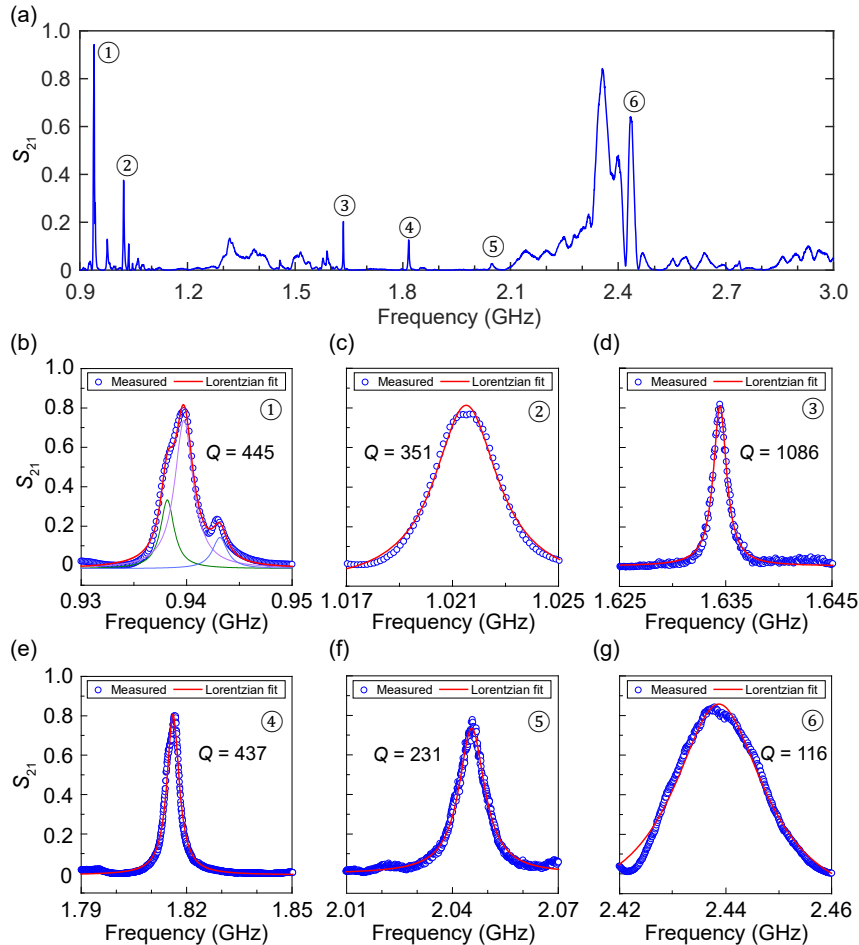 (a)
S21
1.0
0.8
0.6
0.4
0.2
0
① ② ③ ④ ⑤ ⑥
0.9 1.2 1.5 1.8 2.1 2.4 2.7 3.0
Frequency (GHz)
(b) (c) (d)
S21
1.0
0.8
0.6
0.4
0.2
0
Measured Lorentzian fit
①
Q = 445
0.93 0.94 0.95
Frequency (GHz)
Measured Lorentzian fit
②
Q = 351
1.017 1.021 1.025
Frequency (GHz)
Measured Lorentzian fit
③
Q = 1086
1.625 1.635 1.645
Frequency (GHz)
(e) (f) (g)
S21
1.0
0.8
0.6
0.4
0.2
0
Measured Lorentzian fit
④
Q = 437
1.79 1.82 1.85
Frequency (GHz)
Measured Lorentzian fit
⑤
Q = 231
2.01 2.04 2.07
Frequency (GHz)
Measured Lorentzian fit
⑥
Q = 116
2.42 2.44 2.46
Frequency (GHz)